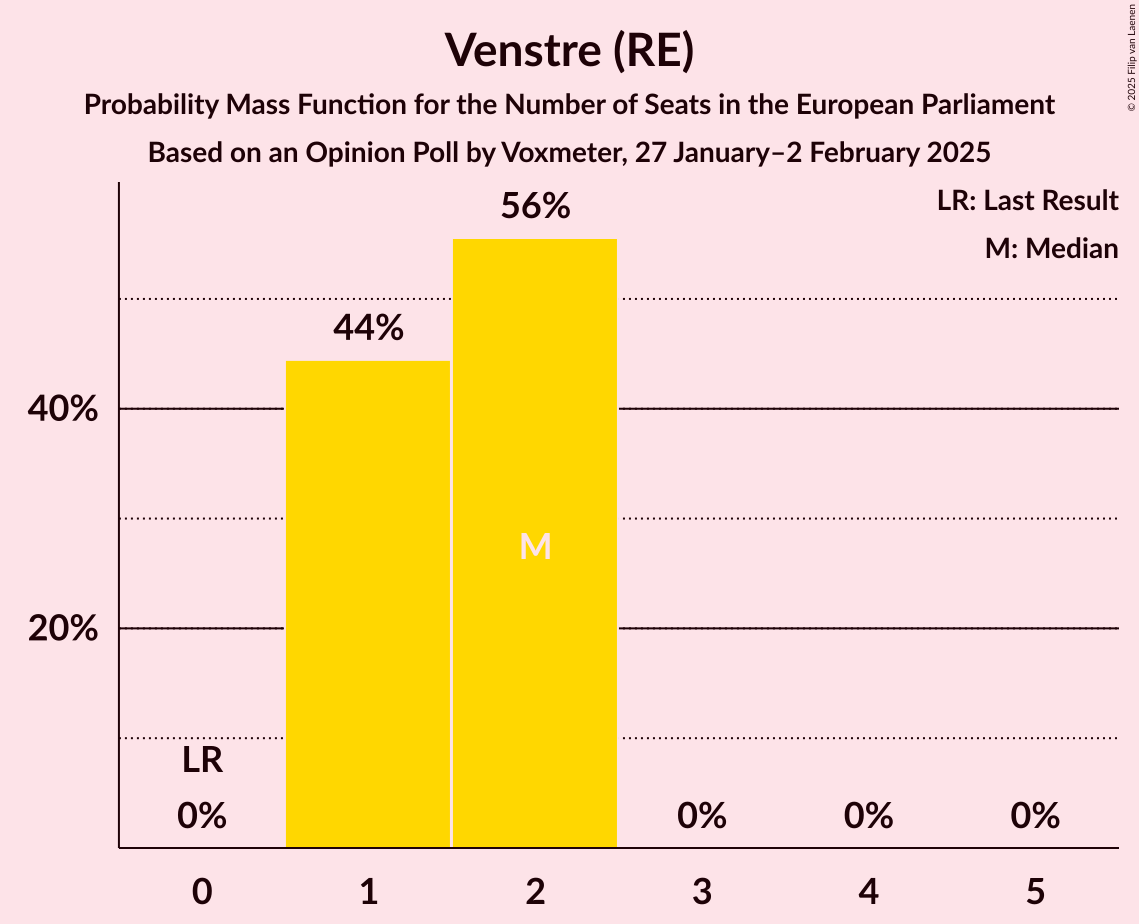 Venstre (RE)
Probability Mass Function for the Number of Seats in the European Parliament
Based on an Opinion Poll by Voxmeter, 27 January–2 February 2025
© 2025 Filip van Laenen
LR: Last Result
M: Median
56%
44%
40%
M
20%
LR
0%
0%
0%
0%
0
1
2
3
4
5